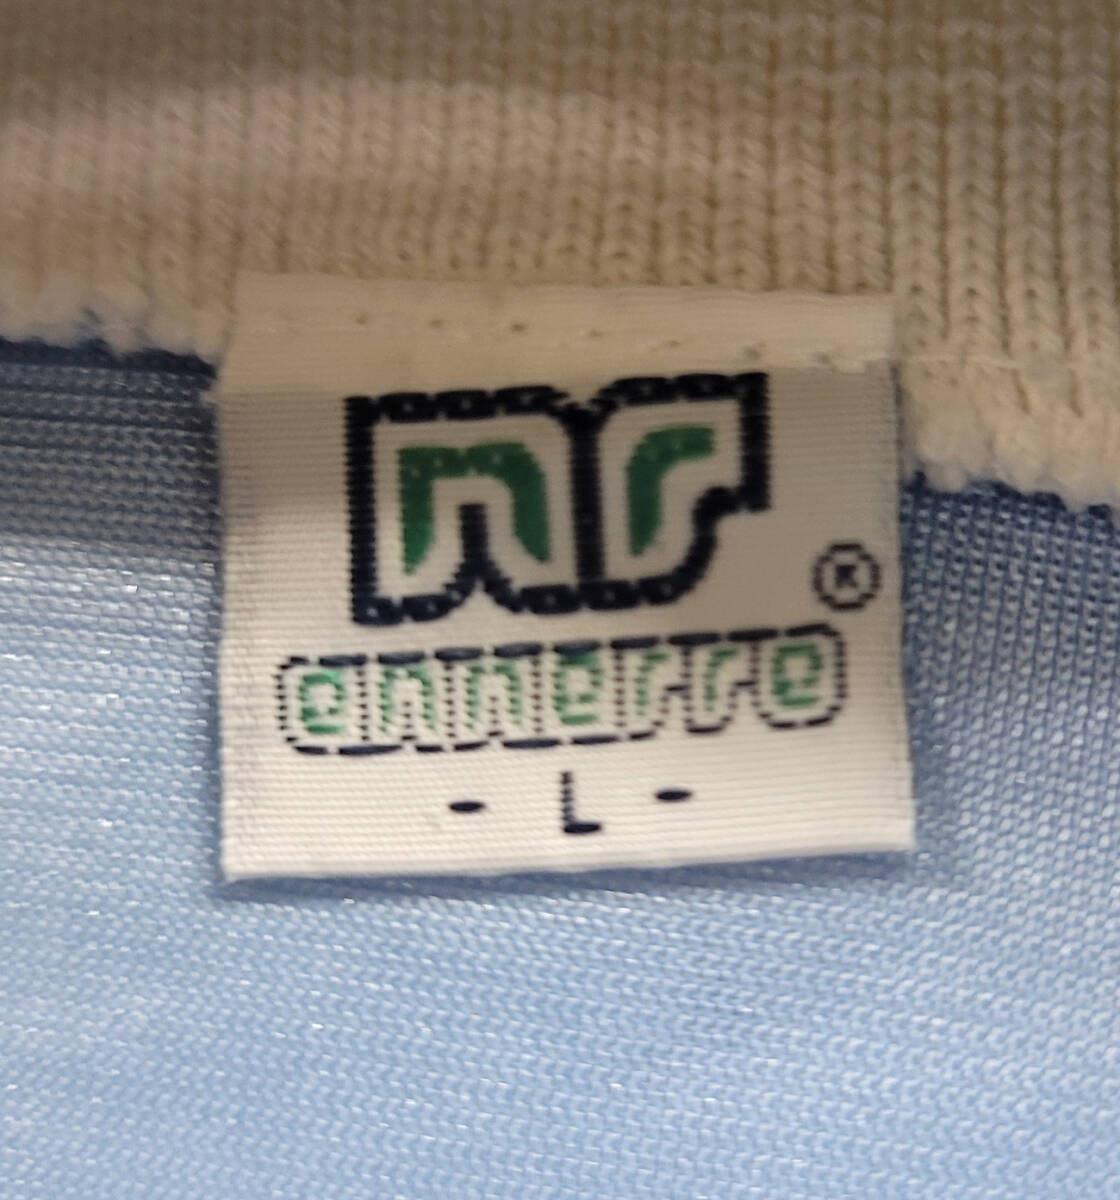 nr
®
ennerre
- L -